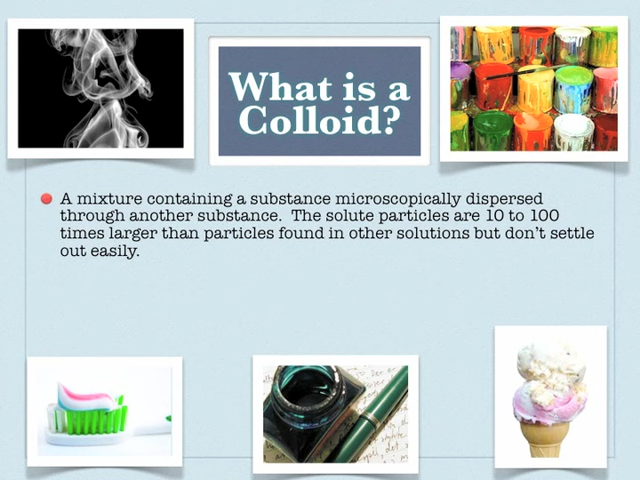 What is a
Colloid?
A mixture containing a substance microscopically dispersed
through another substance.  The solute particles are 10 to 100
times larger than particles found in other solutions but don't settle
out easily.